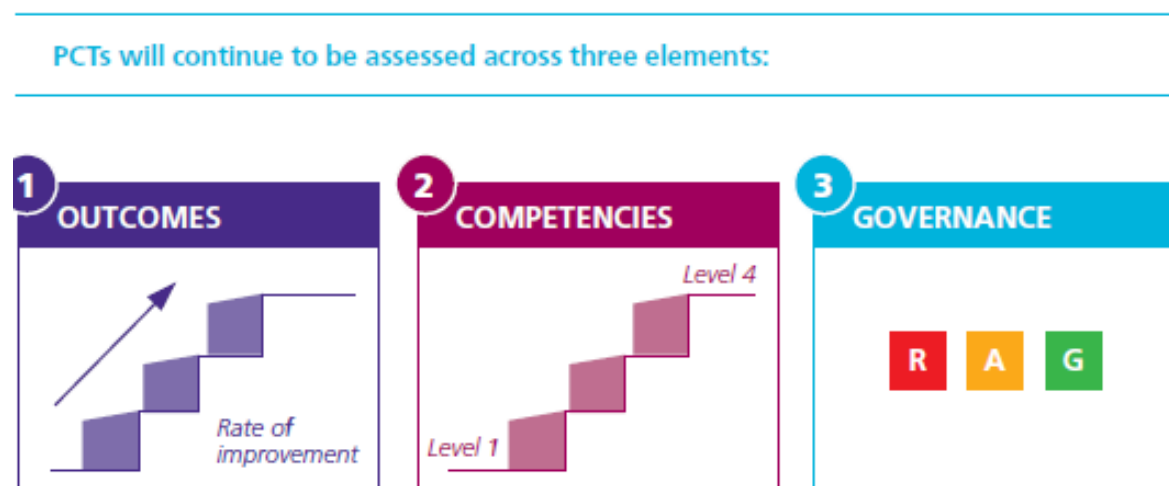 PCTs will continue to be assessed across three elements:
1
OUTCOMES
Rate of
improvement
2
COMPETENCIES
Level 4
Level 1
3
GOVERNANCE
R A G